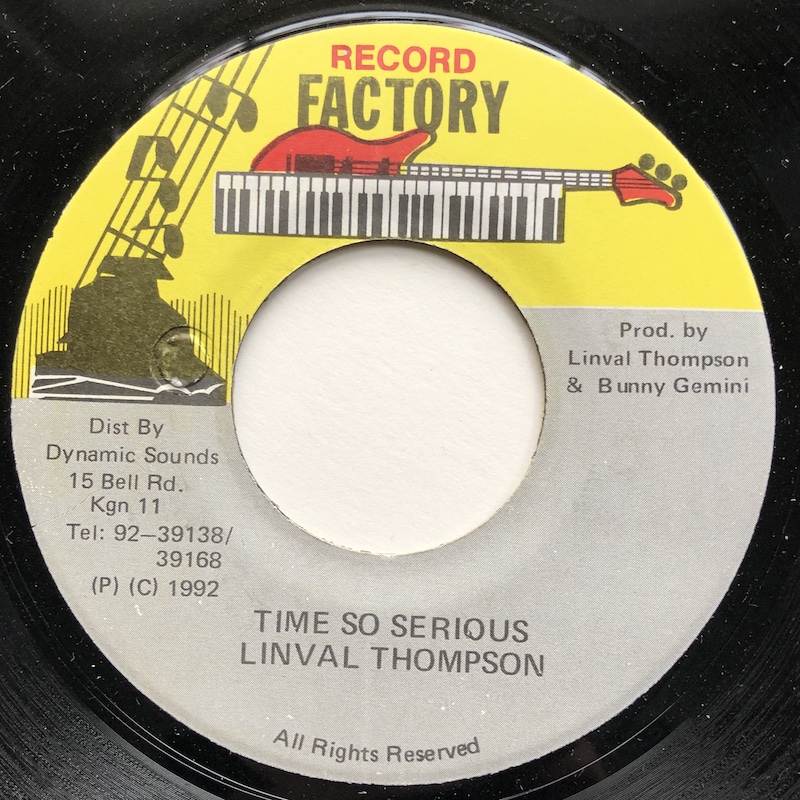 RECORD
FACTORY
Prod. by
Linval Thompson
& Bunny Gemini
Dist By
Dynamic Sounds
15 Bell Rd.
Kgn 11
Tel: 92–39138/
39168
(P) (C) 1992
TIME SO SERIOUS
LINVAL THOMPSON
All Rights Reserved